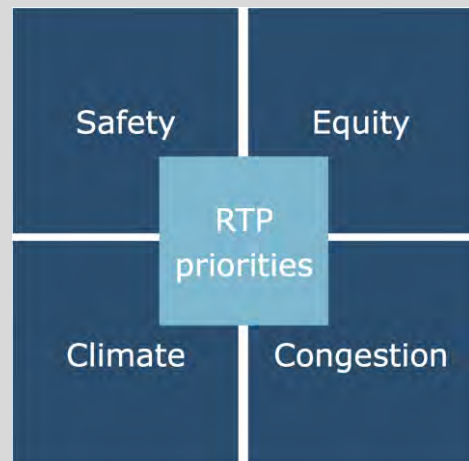 Safety
Equity
RTP
priorities
Climate
Congestion